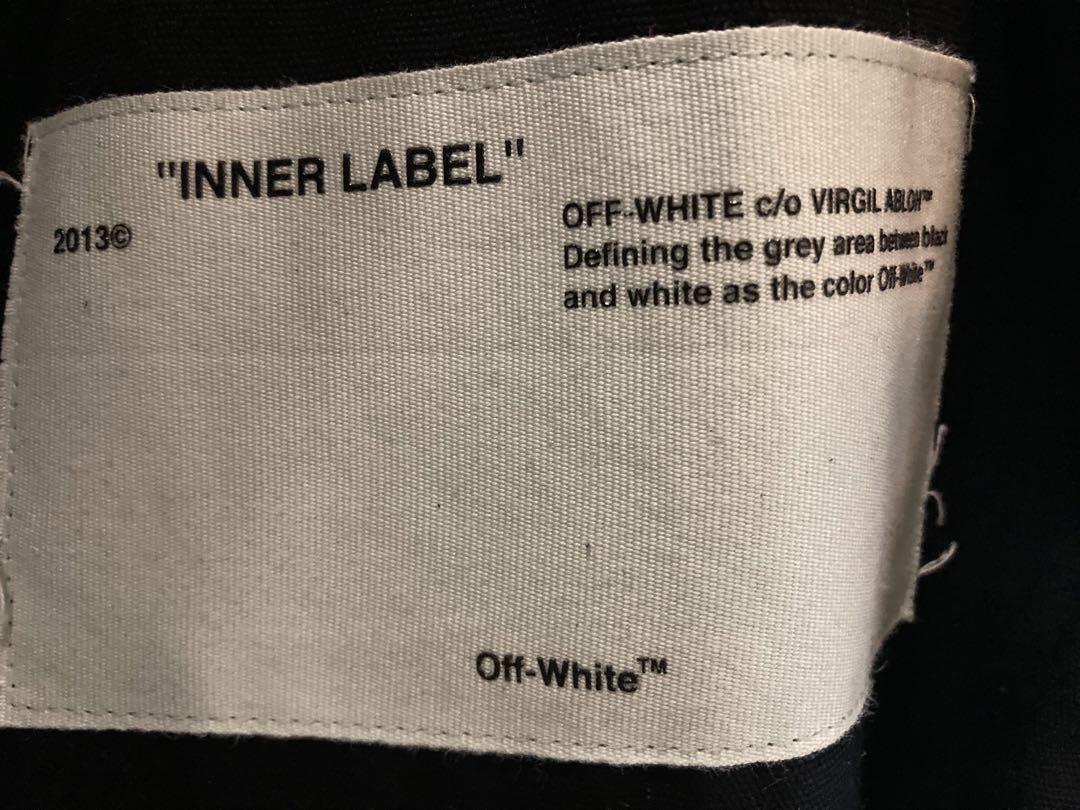 "INNER LABEL"
2013©
OFF-WHITE c/o VIRGIL ABLOH™
Defining the grey area between black
and white as the color Off-White™
Off-White™